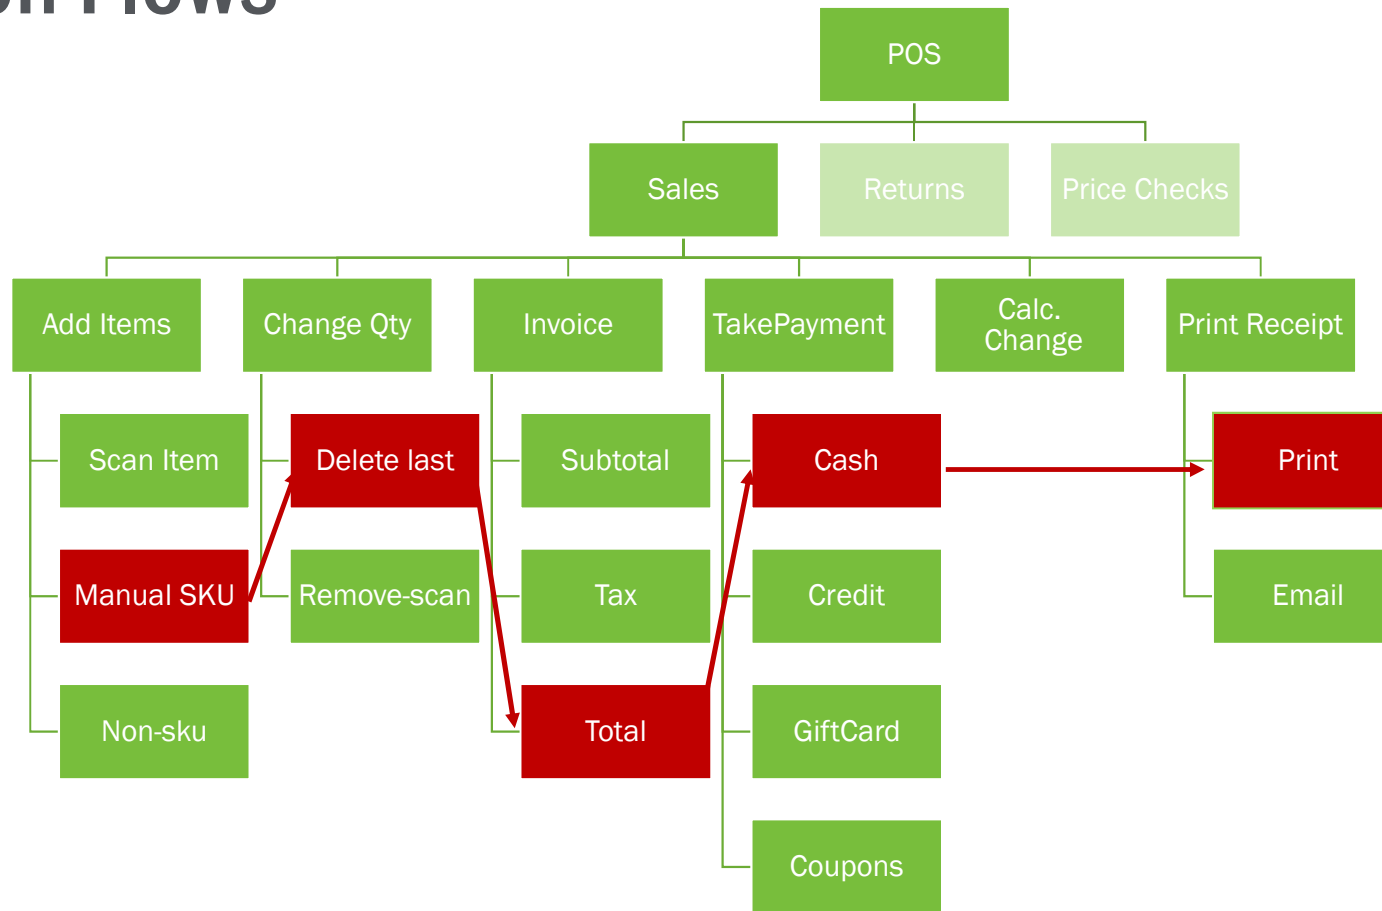 POS
Sales
Returns
Price Checks
Add Items
Change Qty
Invoice
TakePayment
Calc.
Change
Print Receipt
Scan Item
Delete last
Subtotal
Cash
Print
Manual SKU
Remove-scan
Tax
Credit
Email
Non-sku
Total
GiftCard
Coupons